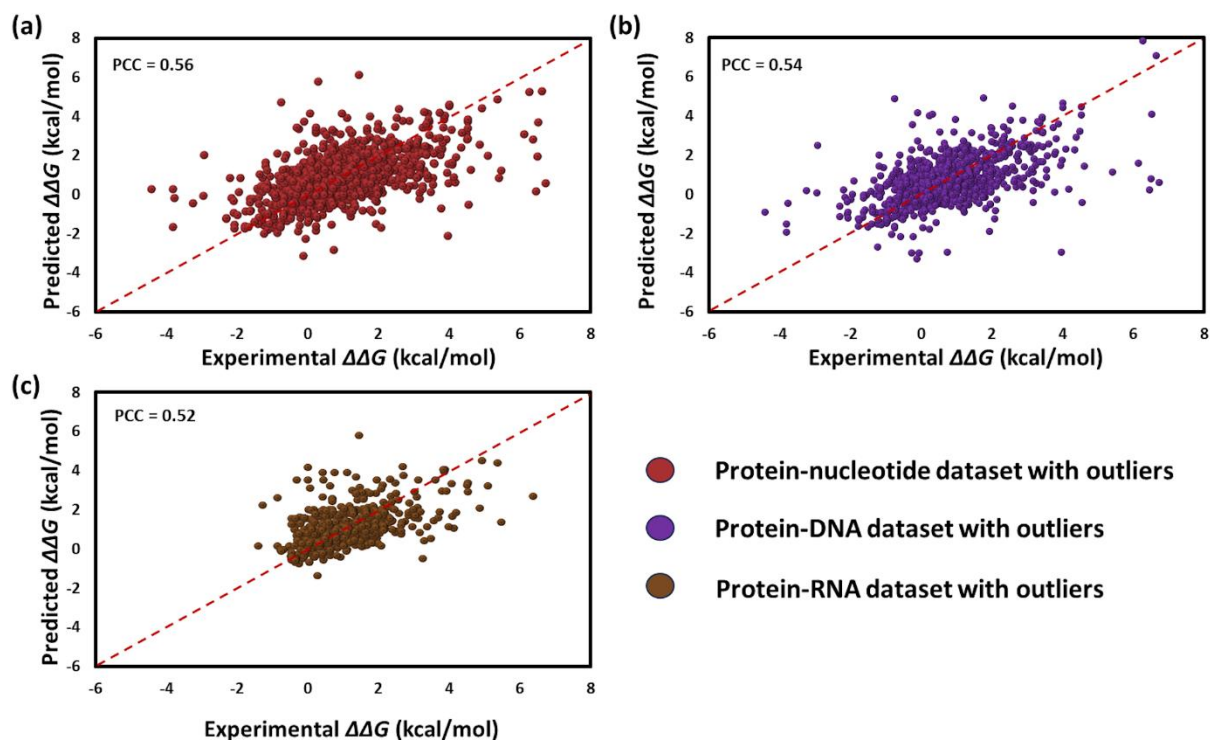 (a)
8
6
4
2
0
-2
-4
-6
Predicted ΔΔG (kcal/mol)
PCC = 0.56
-6 -4 -2 0 2 4 6 8
Experimental ΔΔG (kcal/mol)
(b)
8
6
4
2
0
-2
-4
-6
Predicted ΔΔG (kcal/mol)
PCC = 0.54
-6 -4 -2 0 2 4 6 8
Experimental ΔΔG (kcal/mol)
(c)
8
6
4
2
0
-2
-4
-6
Predicted ΔΔG (kcal/mol)
PCC = 0.52
-6 -4 -2 0 2 4 6 8
Experimental ΔΔG (kcal/mol)
Protein-nucleotide dataset with outliers
Protein-DNA dataset with outliers
Protein-RNA dataset with outliers